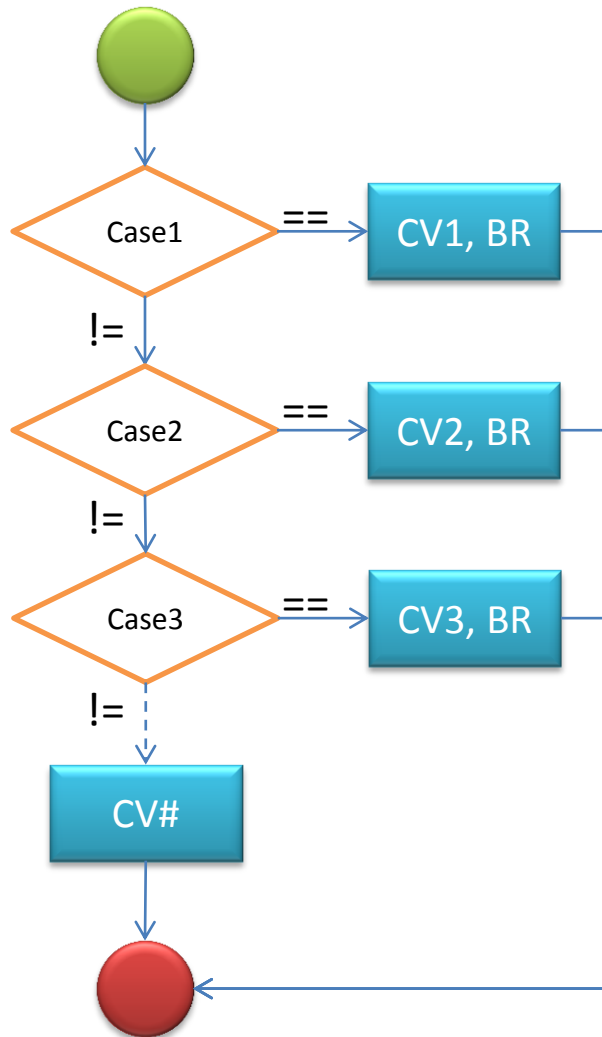 Case1
==
CV1, BR
!=
Case2
==
CV2, BR
!=
Case3
==
CV3, BR
!=
CV#